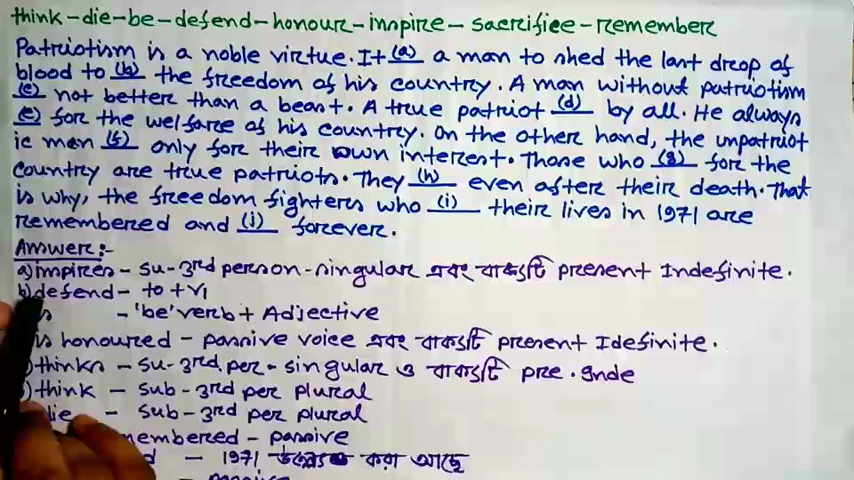 think-die-be-defend-honour-inspire-sacrifice-remember
Patriotism is a noble virtue. It (a) a man to shed the last drop of
blood to (b) the freedom of his country. A man without patriotism
(c) not better than a beast. A true patriot (d) by all. He always
(e) for the welfare of his country. On the other hand, the unpatriot
ic men (f) only for their own interest. Those who (g) for the
country are true patriots. They (h) even after their death. That
is why, the freedom fighters who (i) their lives in 1971 are
remembered and (j) forever.
Answer:-
a) inspires - su-3rd person-singular এবং বাক্যটি present Indefinite.
b) defend - to + v1
s - 'be' verb + Adjective
is honoured - passive voice এবং বাক্যটি present Idefinite.
) thinks - su-3rd.per-singular ও বাক্যটি pre. Inde
) think - sub-3rd per plural
die - sub-3rd per plural
membered - passive
d - 1971 উল্লেখ করা আছে